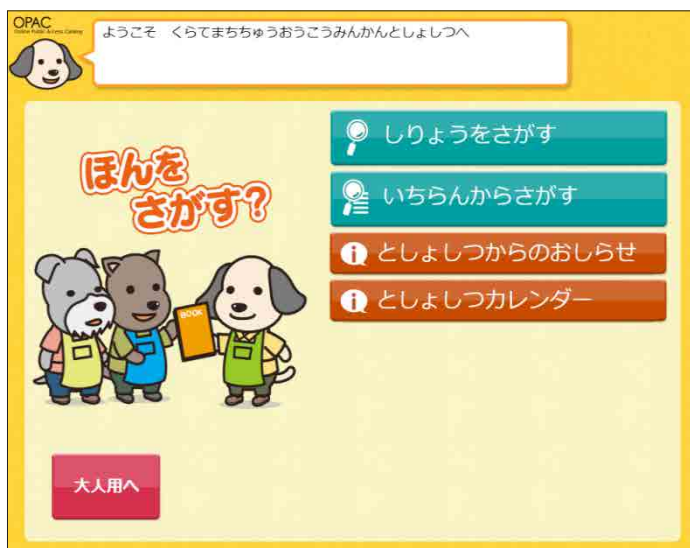 OPAC
Online Public Access Catalog
ようこそ くらてまちちゅうおうこうみんかんとしょしつへ
ほんを
さがす?
BOOK
しりょうをさがす
いちらんからさがす
としょしつからのおしらせ
としょしつカレンダー
大人用へ